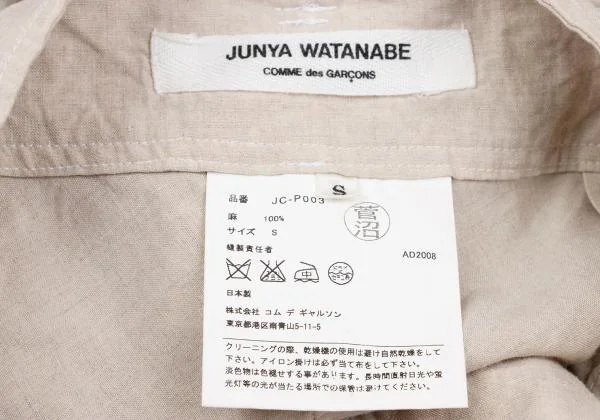 JUNYA WATANABE
COMME des GARÇONS
S
品番 JC-P003
麻 100%
サイズ S
菅沼
縫製責任者
AD2008
日本製
株式会社 コム デ ギャルソン
東京都港区南青山5-11-5
クリーニングの際、乾燥機の使用は避け自然乾燥をして
下さい。アイロン掛けは必ず当て布をして下さい。
淡色物は色褪せする事があります。長時間直射日光や蛍
光灯等の光が当たる場所での保管は避けてください。